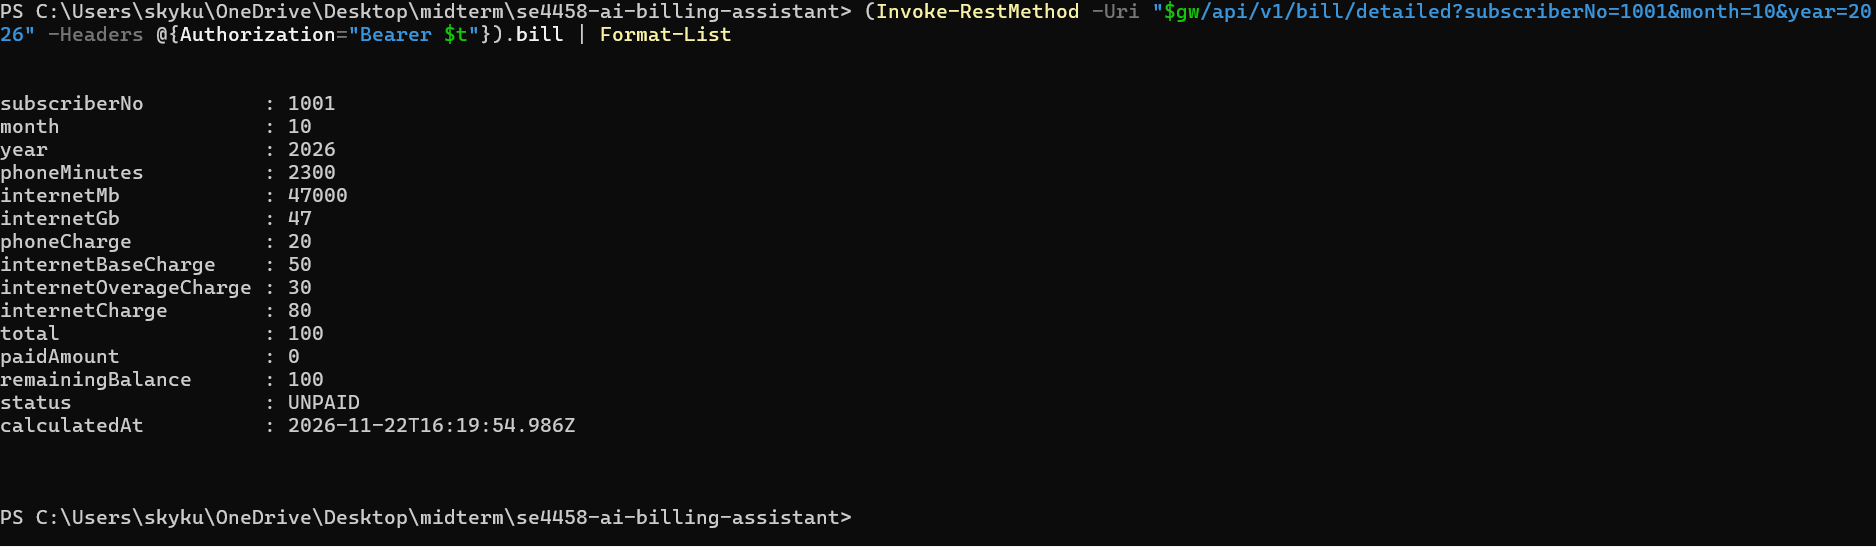 PS C:\Users\skyku\OneDrive\Desktop\midterm\se4458-ai-billing-assistant> (Invoke-RestMethod -Uri "$gw/api/v1/bill/detailed?subscriberNo=1001&month=10&year=20
26" -Headers @{Authorization="Bearer $t"}).bill | Format-List
subscriberNo          : 1001
month                 : 10
year                  : 2026
phoneMinutes          : 2300
internetMb            : 47000
internetGb            : 47
phoneCharge           : 20
internetBaseCharge    : 50
internetOverageCharge : 30
internetCharge        : 80
total                 : 100
paidAmount            : 0
remainingBalance      : 100
status                : UNPAID
calculatedAt          : 2026-11-22T16:19:54.986Z
PS C:\Users\skyku\OneDrive\Desktop\midterm\se4458-ai-billing-assistant>